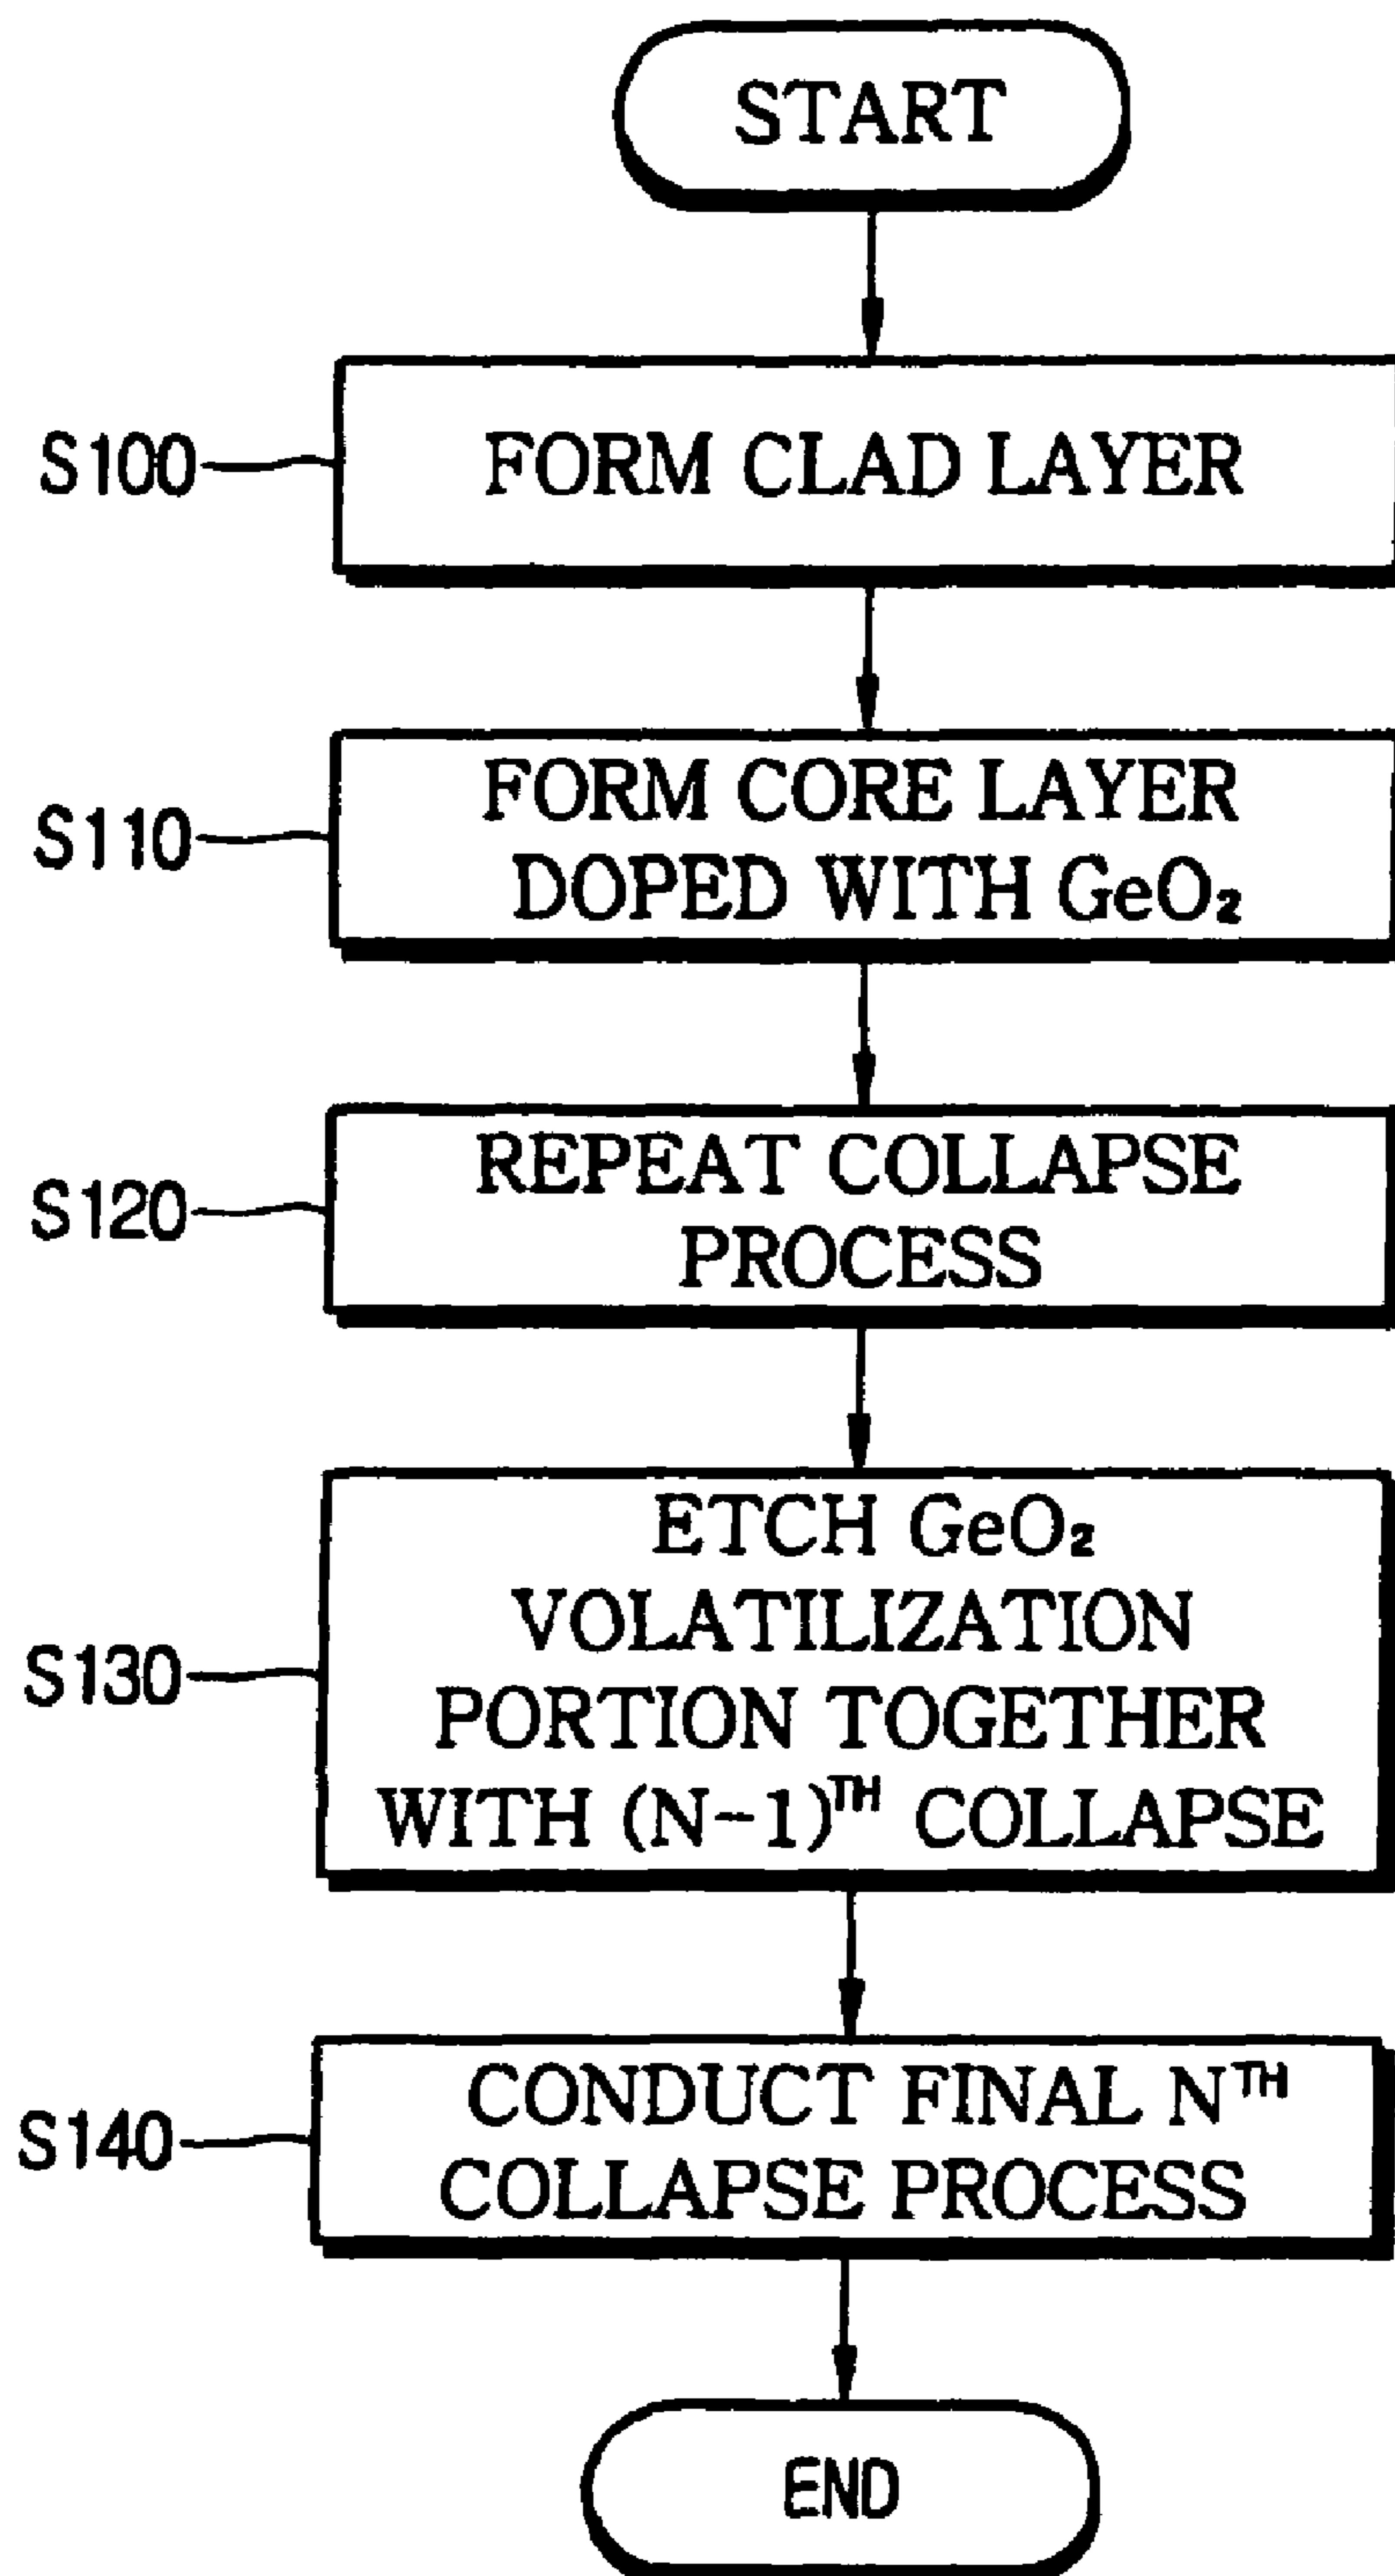 START
S100
FORM CLAD LAYER
S110
FORM CORE LAYER
DOPED WITH GeO₂
S120
REPEAT COLLAPSE
PROCESS
S130
ETCH GeO₂
VOLATILIZATION
PORTION TOGETHER
WITH (N-1)ᵀᴴ COLLAPSE
S140
CONDUCT FINAL Nᵀᴴ
COLLAPSE PROCESS
END